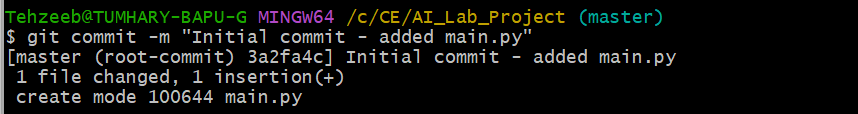 Tehzeeb@TUMHARY-BAPU-G MINGW64 /c/CE/AI_Lab_Project (master)
$ git commit -m "Initial commit - added main.py"
[master (root-commit) 3a2fa4c] Initial commit - added main.py
 1 file changed, 1 insertion(+)
 create mode 100644 main.py